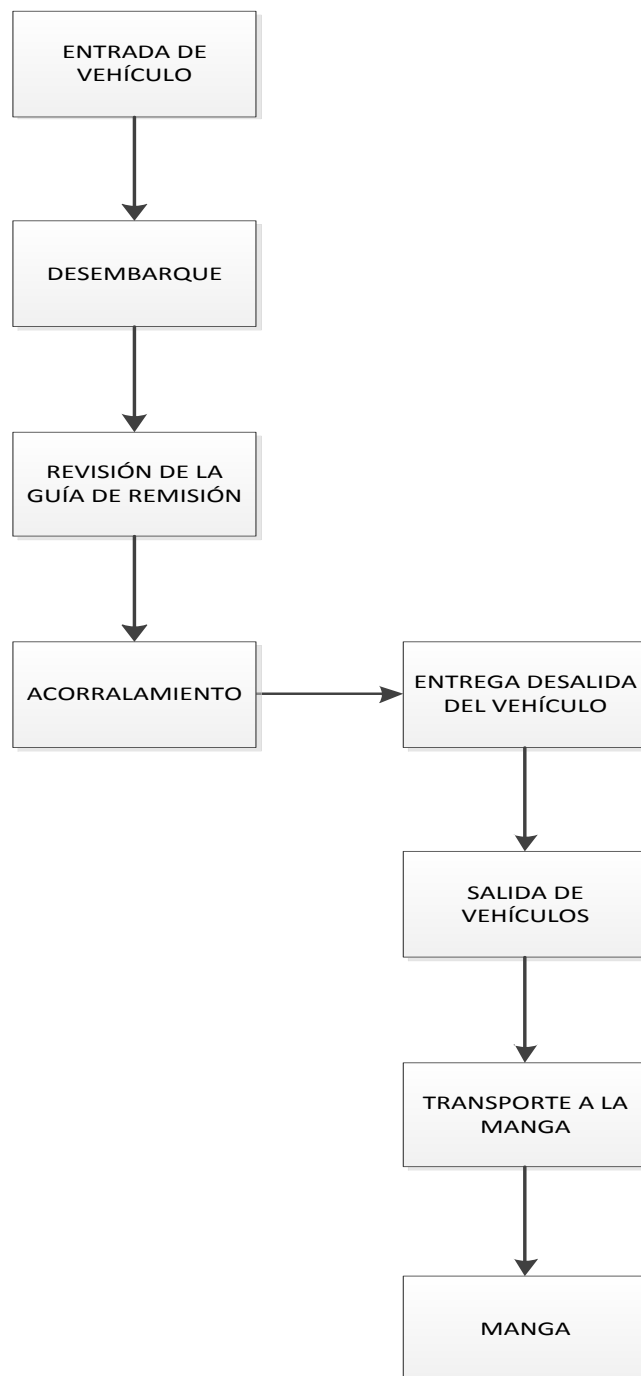 ENTRADA DE
VEHÍCULO
DESEMBARQUE
REVISIÓN DE LA
GUÍA DE REMISIÓN
ACORRALAMIENTO
ENTREGA DESALIDA
DEL VEHÍCULO
SALIDA DE
VEHÍCULOS
TRANSPORTE A LA
MANGA
MANGA